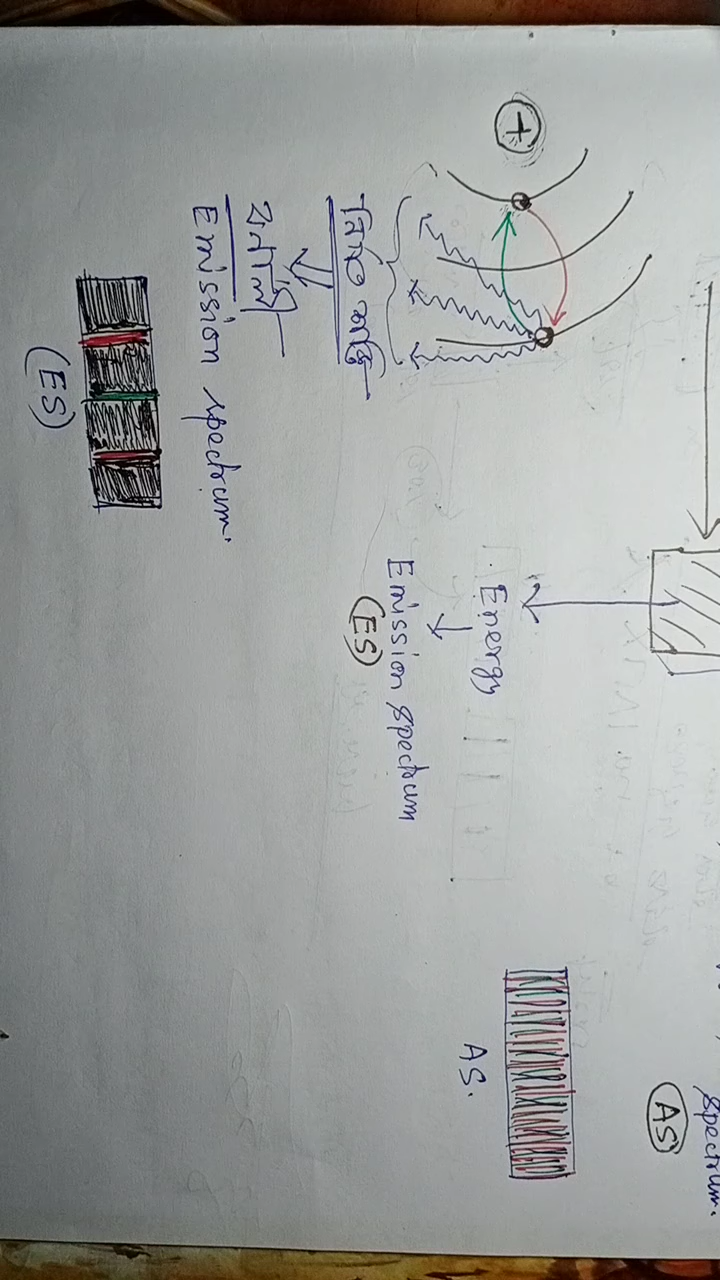 spectrum.
AS
+
Energy
AS.
Emission spectrum
(ES)
Emission spectrum.
(ES)